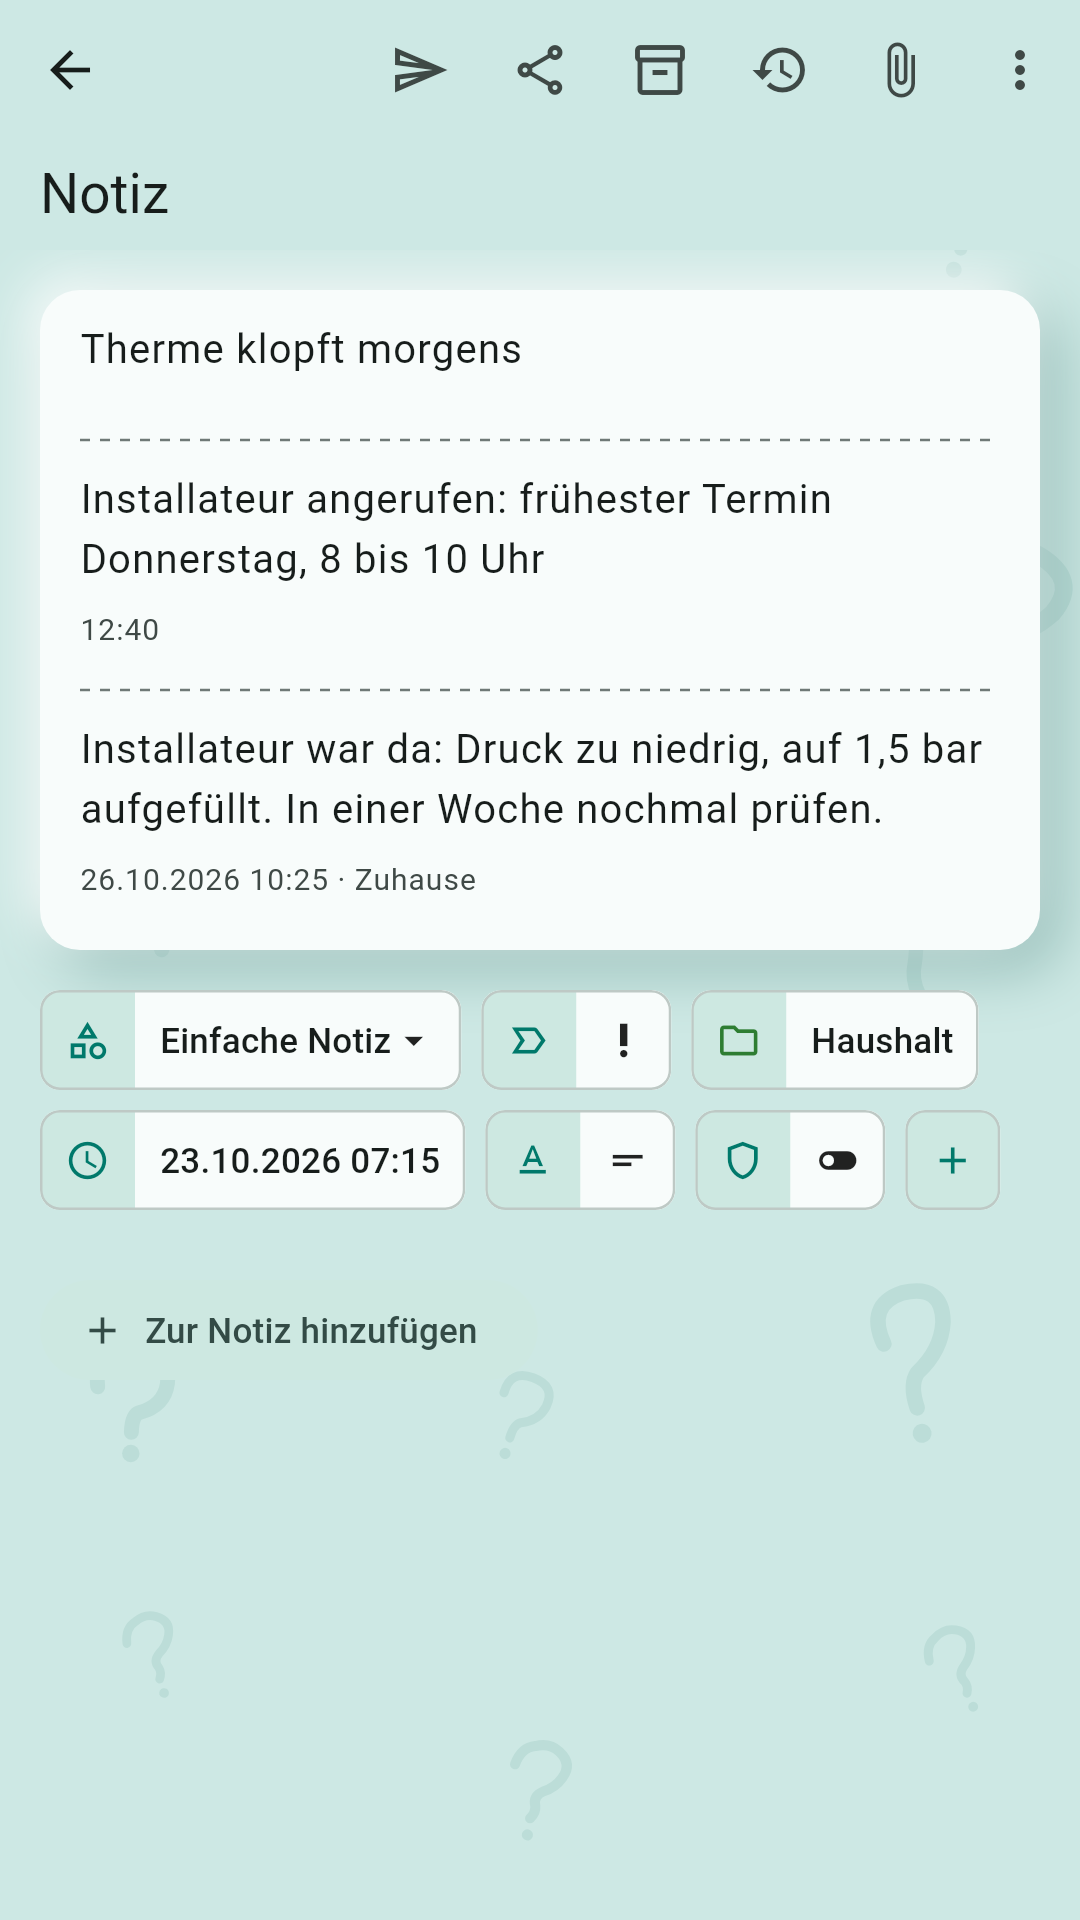 Notiz
Therme klopft morgens
Installateur angerufen: frühester Termin
Donnerstag, 8 bis 10 Uhr
12:40
Installateur war da: Druck zu niedrig, auf 1,5 bar
aufgefüllt. In einer Woche nochmal prüfen.
26.10.2026 10:25 · Zuhause
Einfache Notiz
Haushalt
23.10.2026 07:15
Zur Notiz hinzufügen